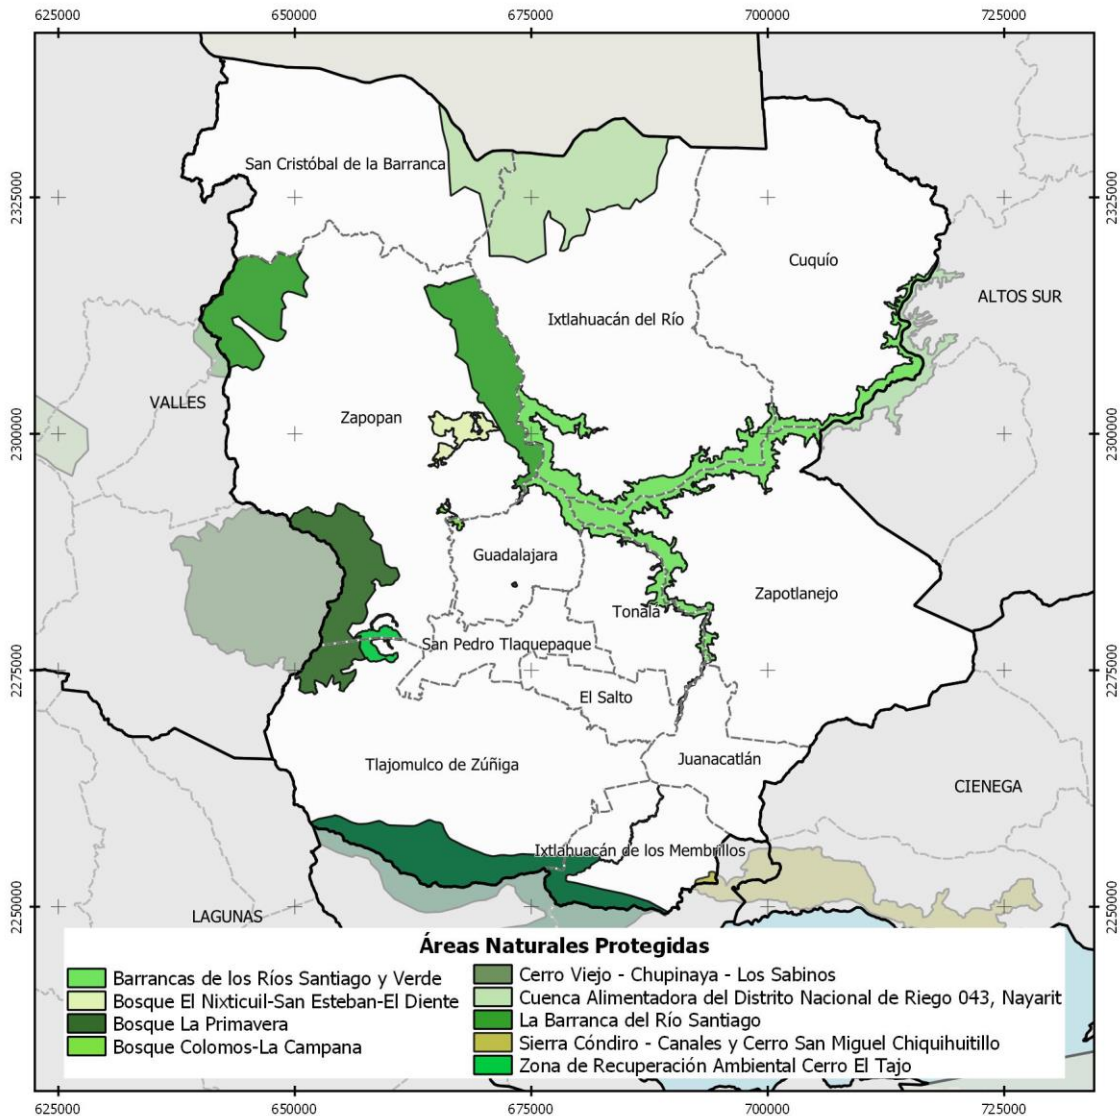 625000 650000 675000 700000 725000
2325000 2325000
2300000 2300000
2275000 2275000
2250000 2250000
San Cristóbal de la Barranca
Cuquío
ALTOS SUR
Ixtlahuacán del Río
VALLES
Zapopan
Guadalajara
Zapotlanejo
Tonalá
San Pedro Tlaquepaque
El Salto
Juanacatlán
Tlajomulco de Zúñiga
CIENEGA
Ixtlahuacán de los Membrillos
LAGUNAS
Áreas Naturales Protegidas
Barrancas de los Ríos Santiago y Verde
Bosque El Nixticuil-San Esteban-El Diente
Bosque La Primavera
Bosque Colomos-La Campana
Cerro Viejo - Chupinaya - Los Sabinos
Cuenca Alimentadora del Distrito Nacional de Riego 043, Nayarit
La Barranca del Río Santiago
Sierra Cóndiro - Canales y Cerro San Miguel Chiquihuitillo
Zona de Recuperación Ambiental Cerro El Tajo
625000 650000 675000 700000 725000